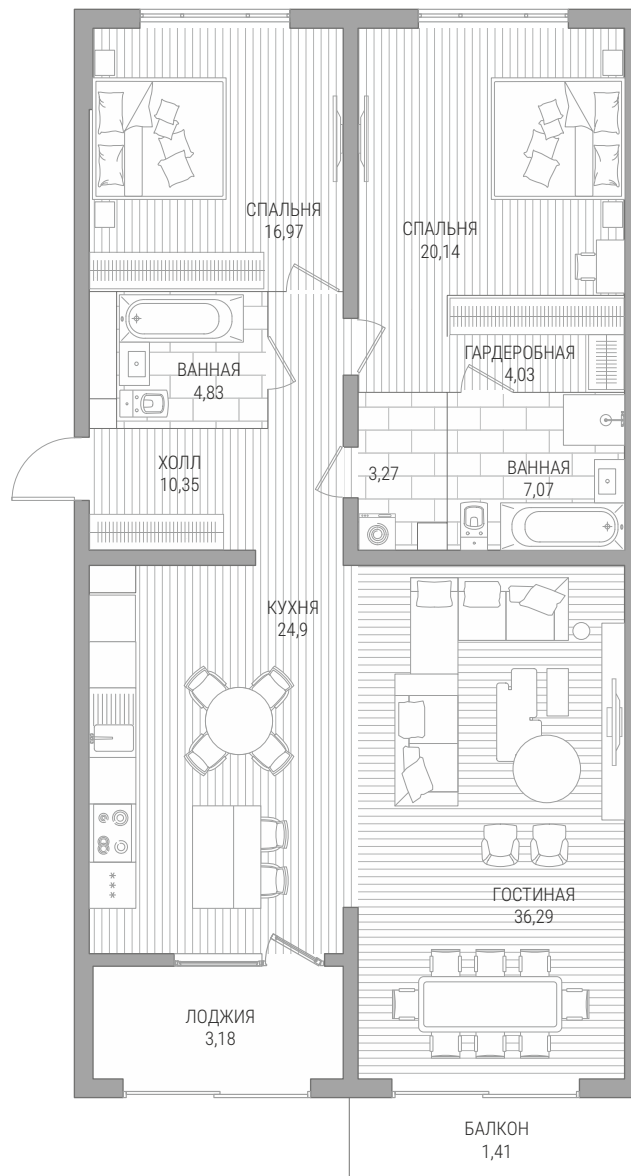 СПАЛЬНЯ
16,97
СПАЛЬНЯ
20,14
ВАННАЯ
4,83
ГАРДЕРОБНАЯ
4,03
ХОЛЛ
10,35
3,27
ВАННАЯ
7,07
КУХНЯ
24,9
ГОСТИНАЯ
36,29
ЛОДЖИЯ
3,18
БАЛКОН
1,41